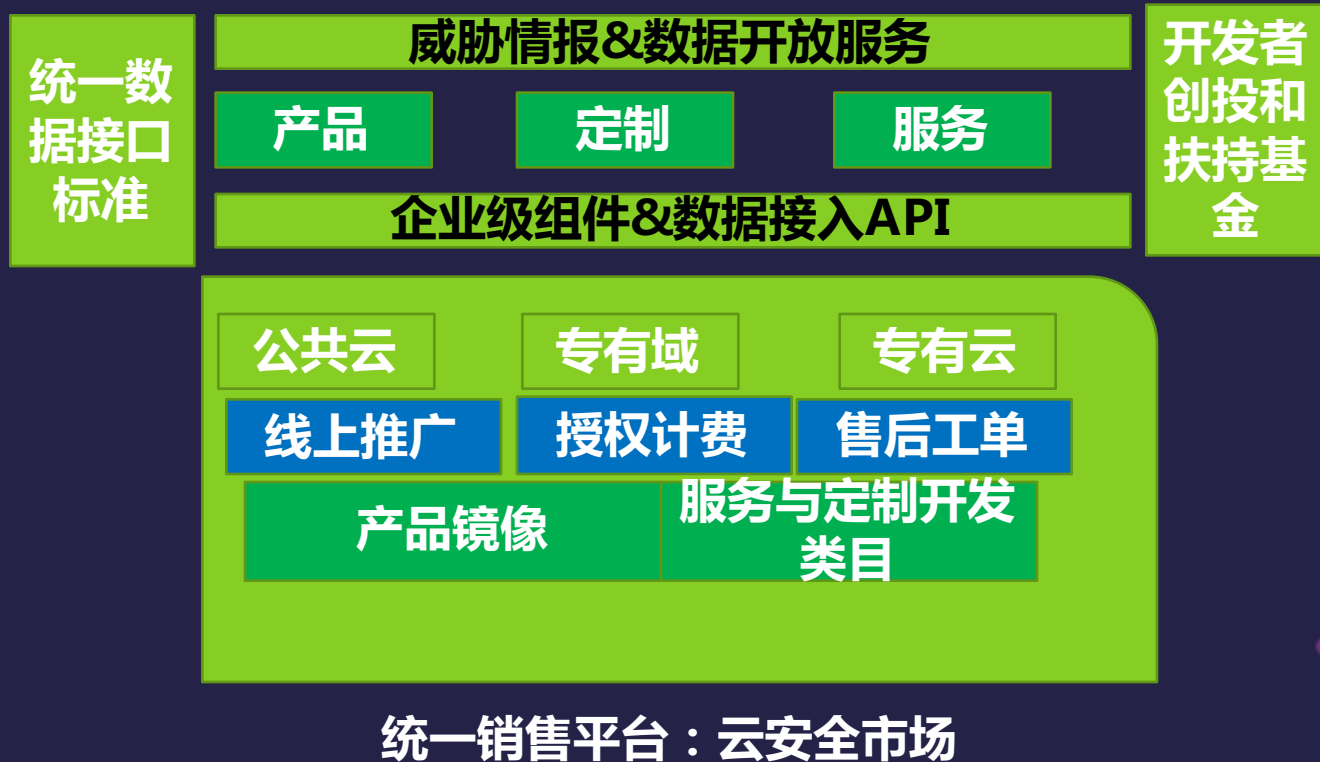 统一数
据接口
标准
威胁情报&数据开放服务
产品
定制
服务
企业级组件&数据接入API
开发者
创投和
扶持基
金
公共云
专有域
专有云
线上推广
授权计费
售后工单
产品镜像
服务与定制开发
类目
统一销售平台：云安全市场